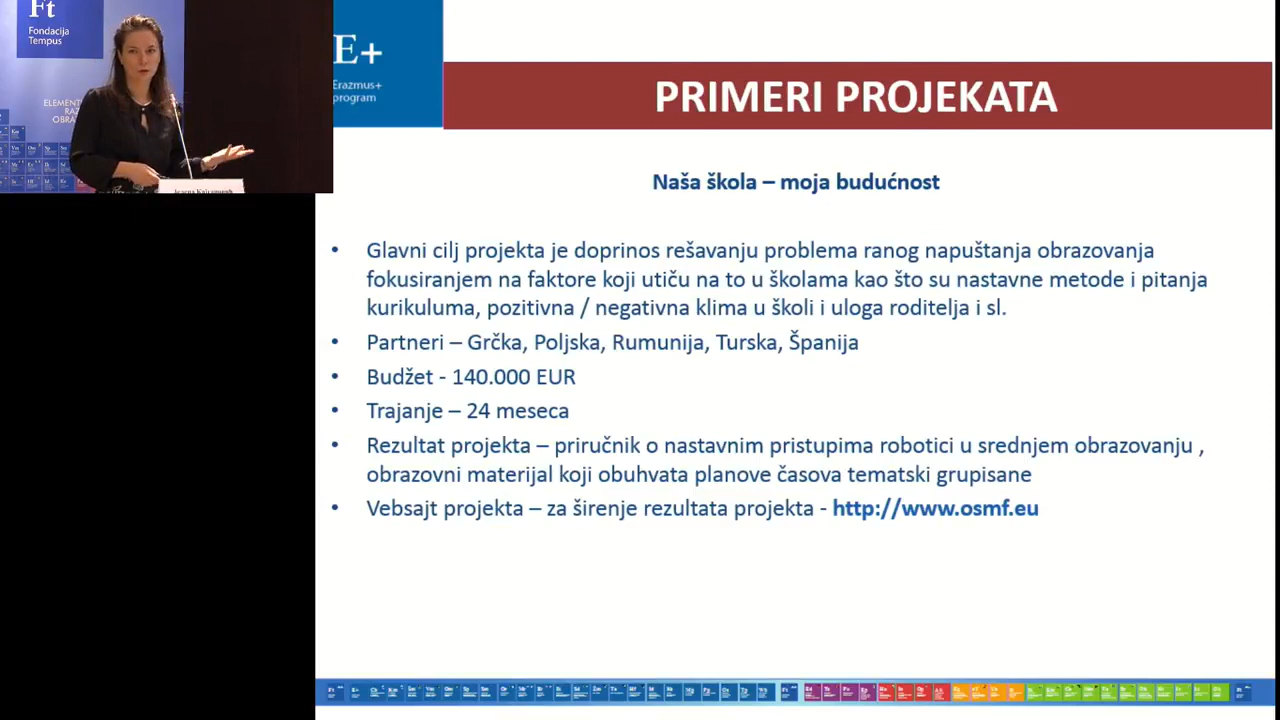 Ft
Fondacija
Tempus
E+
Erasmus+
program
PRIMERI PROJEKATA
Naša škola – moja budućnost
• Glavni cilj projekta je doprinos rešavanju problema ranog napuštanja obrazovanja
fokusiranjem na faktore koji utiču na to u školama kao što su nastavne metode i pitanja
kurikuluma, pozitivna / negativna klima u školi i uloga roditelja i sl.
• Partneri – Grčka, Poljska, Rumunija, Turska, Španija
• Budžet - 140.000 EUR
• Trajanje – 24 meseca
• Rezultat projekta – priručnik o nastavnim pristupima robotici u srednjem obrazovanju ,
obrazovni materijal koji obuhvata planove časova tematski grupisane
• Vebsajt projekta – za širenje rezultata projekta - http://www.osmf.eu